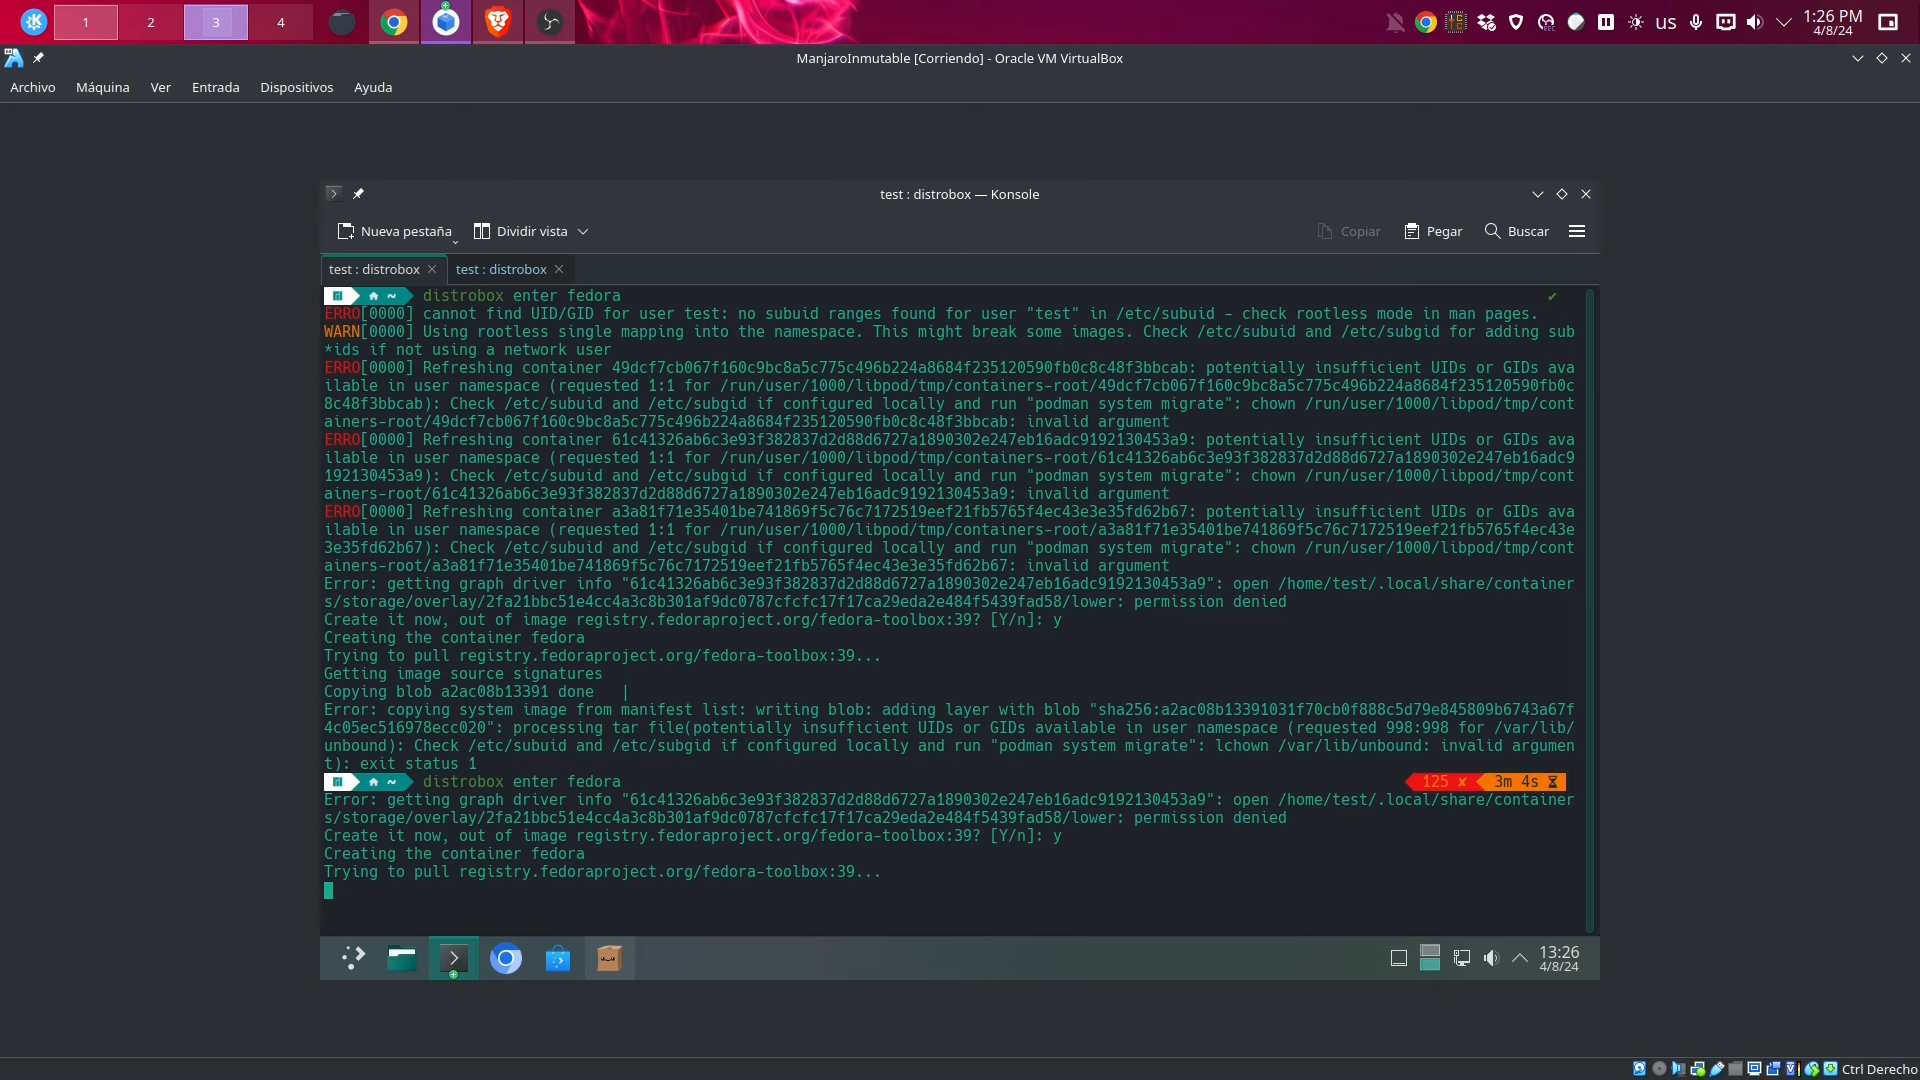 1 2 3 4
us
1:26 PM
4/8/24
ManjaroInmutable [Corriendo] - Oracle VM VirtualBox
Archivo Máquina Ver Entrada Dispositivos Ayuda
test : distrobox — Konsole
Nueva pestaña Dividir vista Copiar Pegar Buscar
test : distrobox test : distrobox
~ distrobox enter fedora
ERRO[0000] cannot find UID/GID for user test: no subuid ranges found for user "test" in /etc/subuid - check rootless mode in man pages.
WARN[0000] Using rootless single mapping into the namespace. This might break some images. Check /etc/subuid and /etc/subgid for adding sub
*ids if not using a network user
ERRO[0000] Refreshing container 49dcf7cb067f160c9bc8a5c775c496b224a8684f235120590fb0c8c48f3bbcab: potentially insufficient UIDs or GIDs ava
ilable in user namespace (requested 1:1 for /run/user/1000/libpod/tmp/containers-root/49dcf7cb067f160c9bc8a5c775c496b224a8684f235120590fb0c
8c48f3bbcab): Check /etc/subuid and /etc/subgid if configured locally and run "podman system migrate": chown /run/user/1000/libpod/tmp/cont
ainers-root/49dcf7cb067f160c9bc8a5c775c496b224a8684f235120590fb0c8c48f3bbcab: invalid argument
ERRO[0000] Refreshing container 61c41326ab6c3e93f382837d2d88d6727a1890302e247eb16adc9192130453a9: potentially insufficient UIDs or GIDs ava
ilable in user namespace (requested 1:1 for /run/user/1000/libpod/tmp/containers-root/61c41326ab6c3e93f382837d2d88d6727a1890302e247eb16adc9
192130453a9): Check /etc/subuid and /etc/subgid if configured locally and run "podman system migrate": chown /run/user/1000/libpod/tmp/cont
ainers-root/61c41326ab6c3e93f382837d2d88d6727a1890302e247eb16adc9192130453a9: invalid argument
ERRO[0000] Refreshing container a3a81f71e35401be741869f5c76c7172519eef21fb5765f4ec43e3e35fd62b67: potentially insufficient UIDs or GIDs ava
ilable in user namespace (requested 1:1 for /run/user/1000/libpod/tmp/containers-root/a3a81f71e35401be741869f5c76c7172519eef21fb5765f4ec43e
3e35fd62b67): Check /etc/subuid and /etc/subgid if configured locally and run "podman system migrate": chown /run/user/1000/libpod/tmp/cont
ainers-root/a3a81f71e35401be741869f5c76c7172519eef21fb5765f4ec43e3e35fd62b67: invalid argument
Error: getting graph driver info "61c41326ab6c3e93f382837d2d88d6727a1890302e247eb16adc9192130453a9": open /home/test/.local/share/container
s/storage/overlay/2fa21bbc51e4cc4a3c8b301af9dc0787cfcfc17f17ca29eda2e484f5439fad58/lower: permission denied
Create it now, out of image registry.fedoraproject.org/fedora-toolbox:39? [Y/n]: y
Creating the container fedora
Trying to pull registry.fedoraproject.org/fedora-toolbox:39...
Getting image source signatures
Copying blob a2ac08b13391 done |
Error: copying system image from manifest list: writing blob: adding layer with blob "sha256:a2ac08b13391031f70cb0f888c5d79e845809b6743a67f
4c05ec516978ecc020": processing tar file(potentially insufficient UIDs or GIDs available in user namespace (requested 998:998 for /var/lib/
unbound): Check /etc/subuid and /etc/subgid if configured locally and run "podman system migrate": lchown /var/lib/unbound: invalid argumen
t): exit status 1
~ distrobox enter fedora 125 ✘ 3m 4s
Error: getting graph driver info "61c41326ab6c3e93f382837d2d88d6727a1890302e247eb16adc9192130453a9": open /home/test/.local/share/container
s/storage/overlay/2fa21bbc51e4cc4a3c8b301af9dc0787cfcfc17f17ca29eda2e484f5439fad58/lower: permission denied
Create it now, out of image registry.fedoraproject.org/fedora-toolbox:39? [Y/n]: y
Creating the container fedora
Trying to pull registry.fedoraproject.org/fedora-toolbox:39...
13:26
4/8/24
Ctrl Derecho